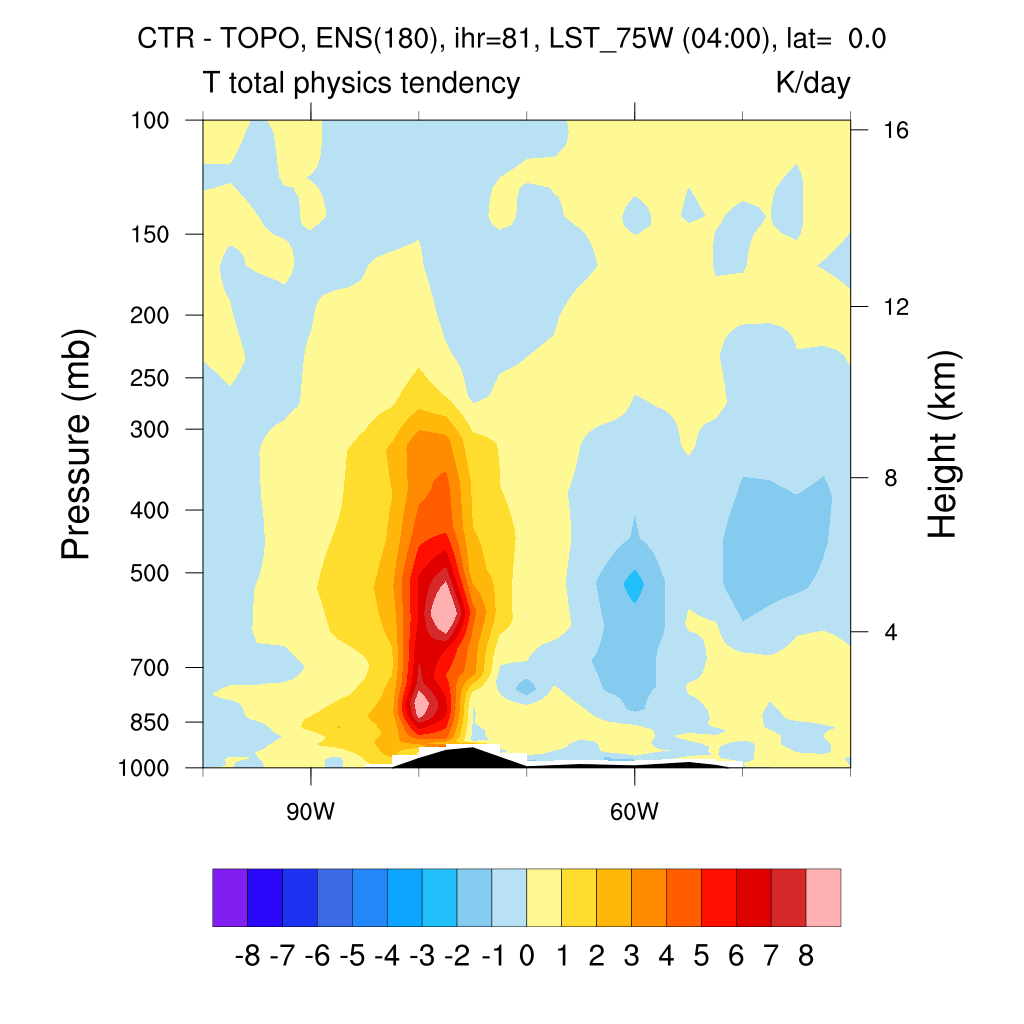 CTR - TOPO, ENS(180), ihr=81, LST_75W (04:00), lat=  0.0
T total physics tendency K/day
100
150
200
250
300
400
500
700
850
1000
Pressure (mb)
16
12
8
4
Height (km)
90W 60W
-8 -7 -6 -5 -4 -3 -2 -1 0 1 2 3 4 5 6 7 8